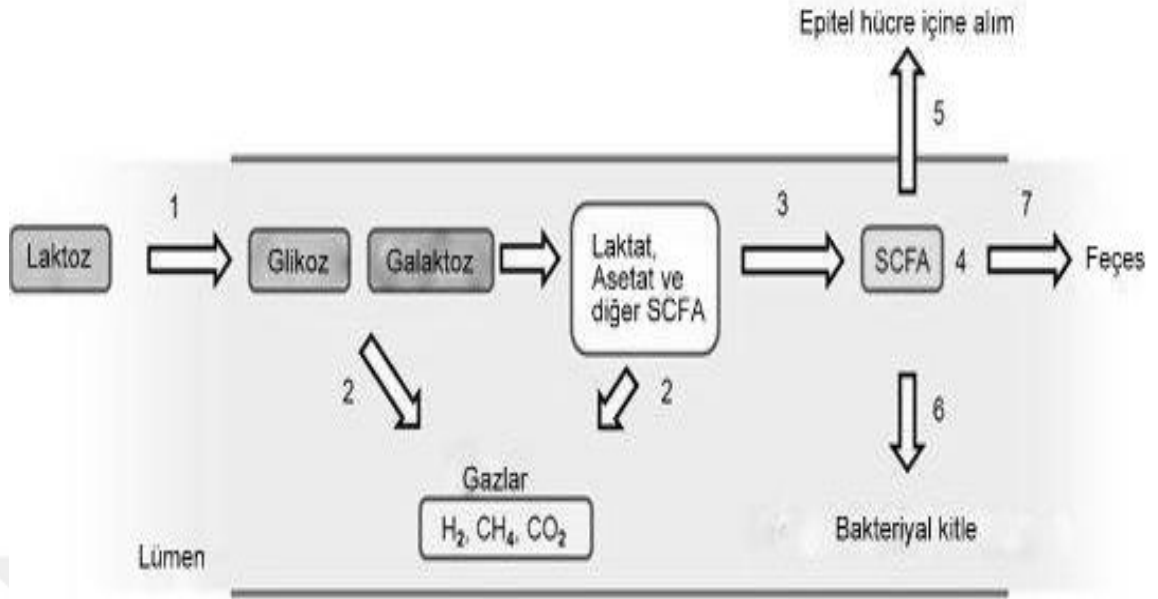 Epitel hücre içine alım
5
1
3
7
Laktoz
Glikoz
Galaktoz
Laktat,
Asetat ve
diğer SCFA
SCFA
4
Feçes
2
2
6
Gazlar
H₂, CH₄, CO₂
Bakteriyal kitle
Lümen